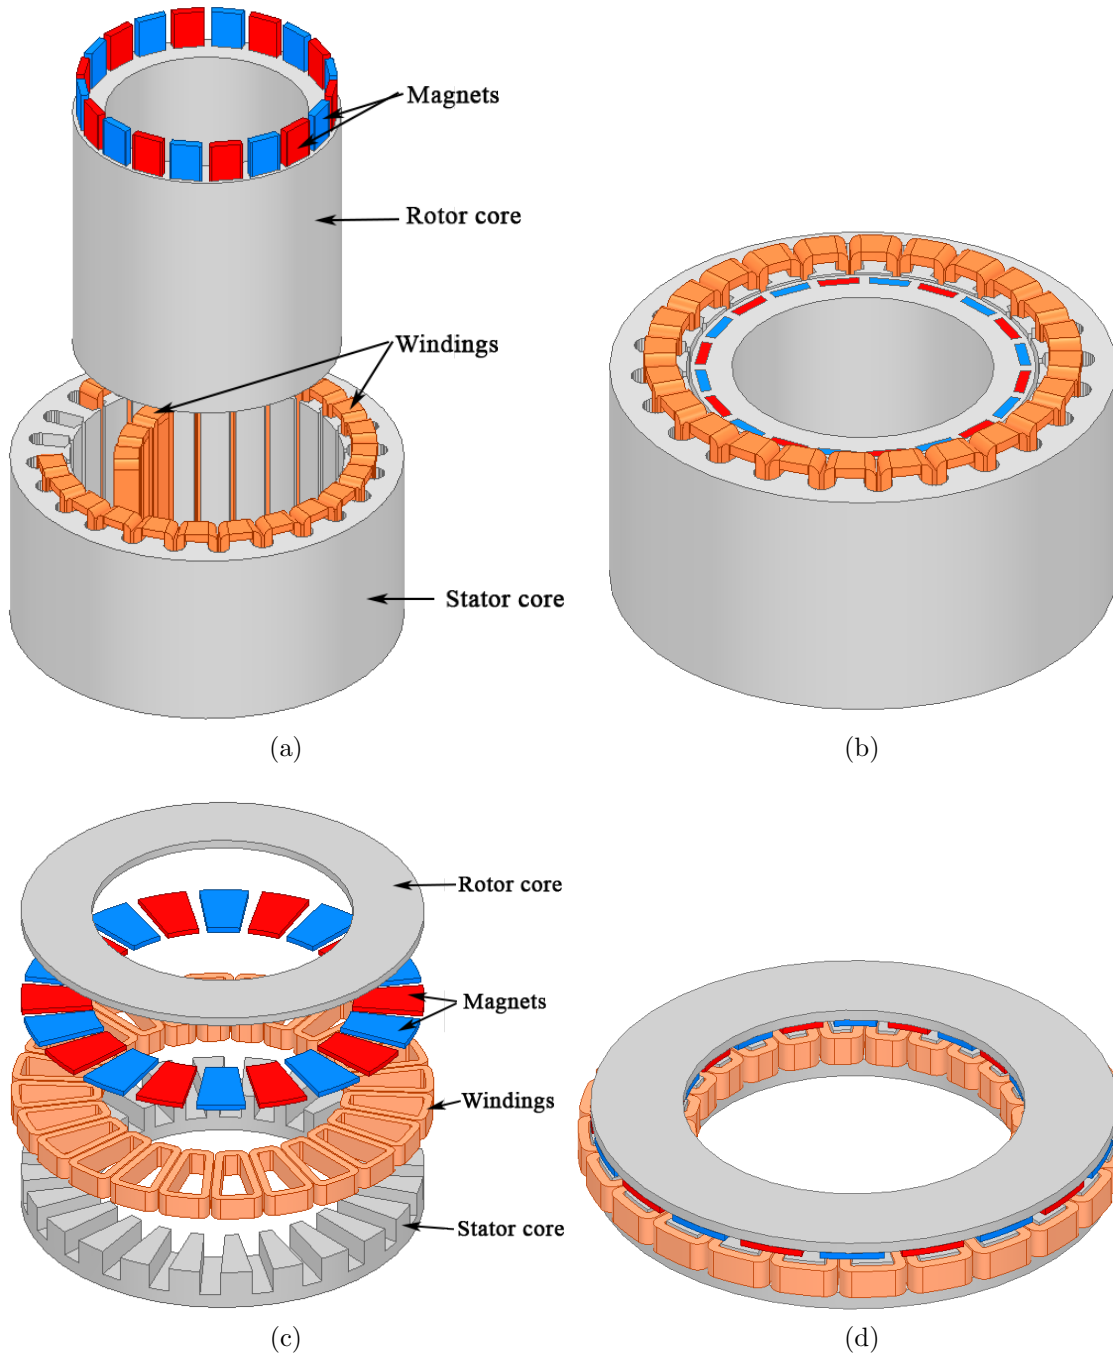 Magnets
Rotor core
Windings
Stator core
(a)
(b)
Rotor core
Magnets
Windings
Stator core
(c)
(d)